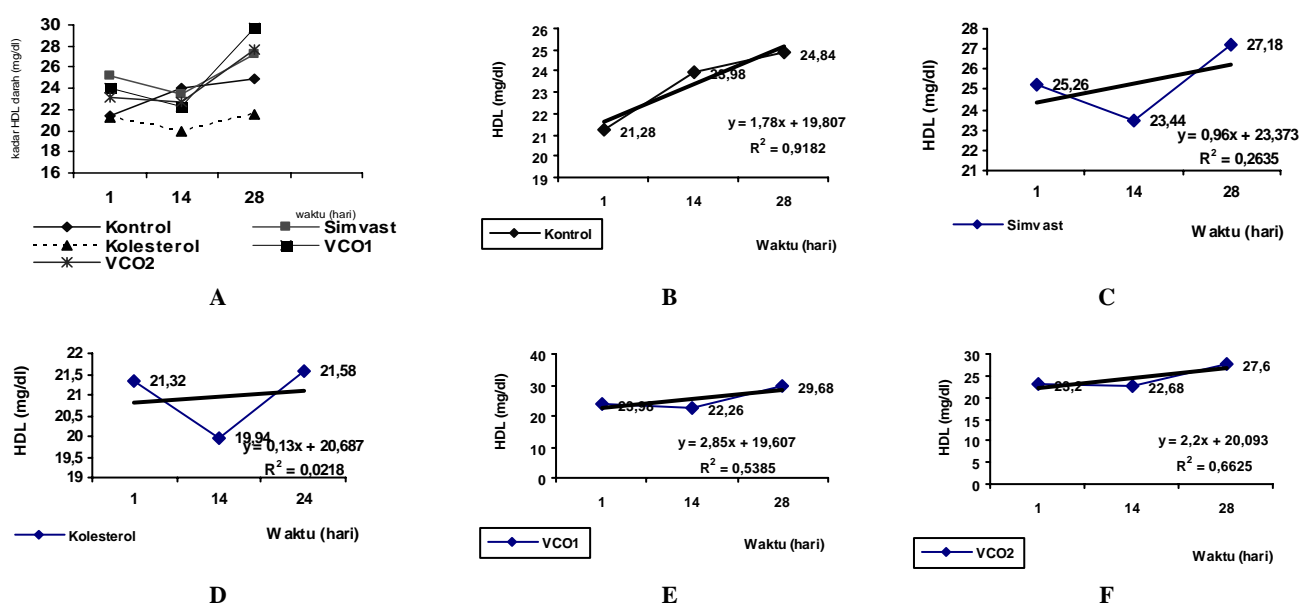 30
28
26
24
22
20
18
16
kadar HDL darah (mg/dl)
1 14 28
waktu (hari)
Kontrol Simvast
Kolesterol VCO1
VCO2
A
26
25
24
23
22
21
20
19
HDL (mg/dl)
21,28
23,98
24,84
y = 1,78x + 19,807
R² = 0,9182
1 14 28
Kontrol
Waktu (hari)
B
28
27
26
25
24
23
22
21
HDL (mg/dl)
25,26
23,44
27,18
y = 0,96x + 23,373
R² = 0,2635
1 14 28
Simvast
Waktu (hari)
C
22
21,5
21
20,5
20
19,5
19
HDL (mg/dl)
21,32
19,94
21,58
y = 0,13x + 20,687
R² = 0,0218
1 14 24
Kolesterol
Waktu (hari)
D
40
30
20
10
0
HDL (mg/dl)
23,98
22,26
29,68
y = 2,85x + 19,607
R² = 0,5385
1 14 28
VCO1
Waktu (hari)
E
30
25
20
15
10
5
0
HDL (mg/dl)
23,2
22,68
27,6
y = 2,2x + 20,093
R² = 0,6625
1 14 28
VCO2
Waktu (hari)
F